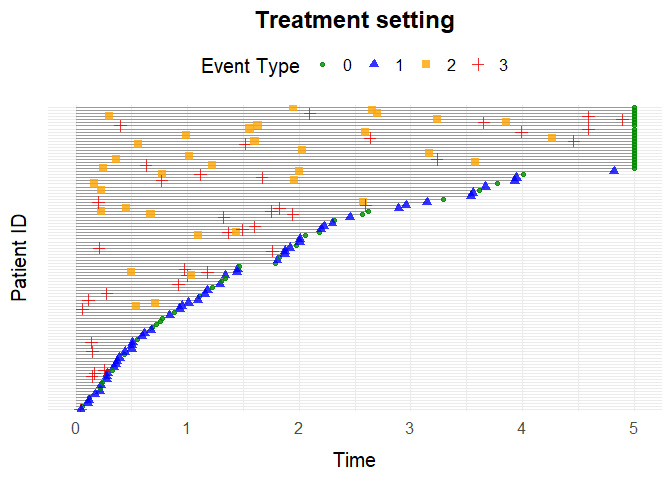 Treatment setting
Event Type 0 1 2 3
Patient ID
0 1 2 3 4 5
Time